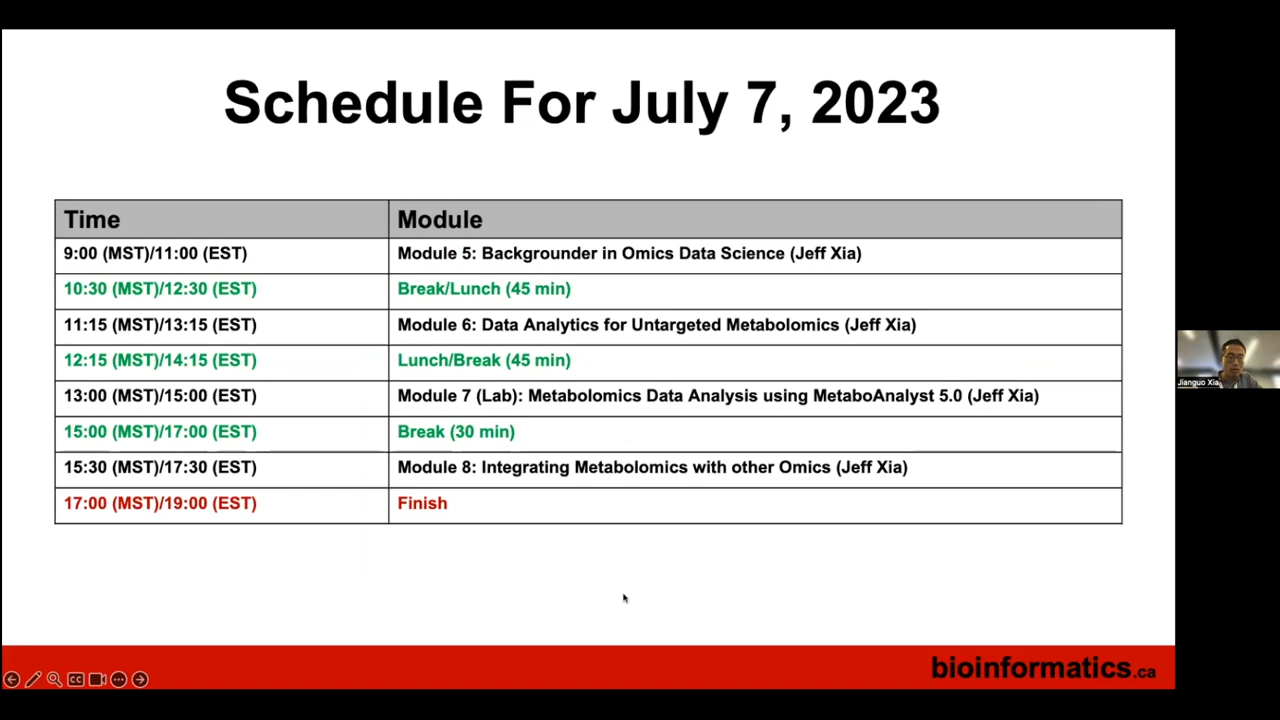 Schedule For July 7, 2023
Time Module
9:00 (MST)/11:00 (EST) Module 5: Backgrounder in Omics Data Science (Jeff Xia)
10:30 (MST)/12:30 (EST) Break/Lunch (45 min)
11:15 (MST)/13:15 (EST) Module 6: Data Analytics for Untargeted Metabolomics (Jeff Xia)
12:15 (MST)/14:15 (EST) Lunch/Break (45 min)
13:00 (MST)/15:00 (EST) Module 7 (Lab): Metabolomics Data Analysis using MetaboAnalyst 5.0 (Jeff Xia)
15:00 (MST)/17:00 (EST) Break (30 min)
15:30 (MST)/17:30 (EST) Module 8: Integrating Metabolomics with other Omics (Jeff Xia)
17:00 (MST)/19:00 (EST) Finish
Jianguo Xia
CC
bioinformatics.ca